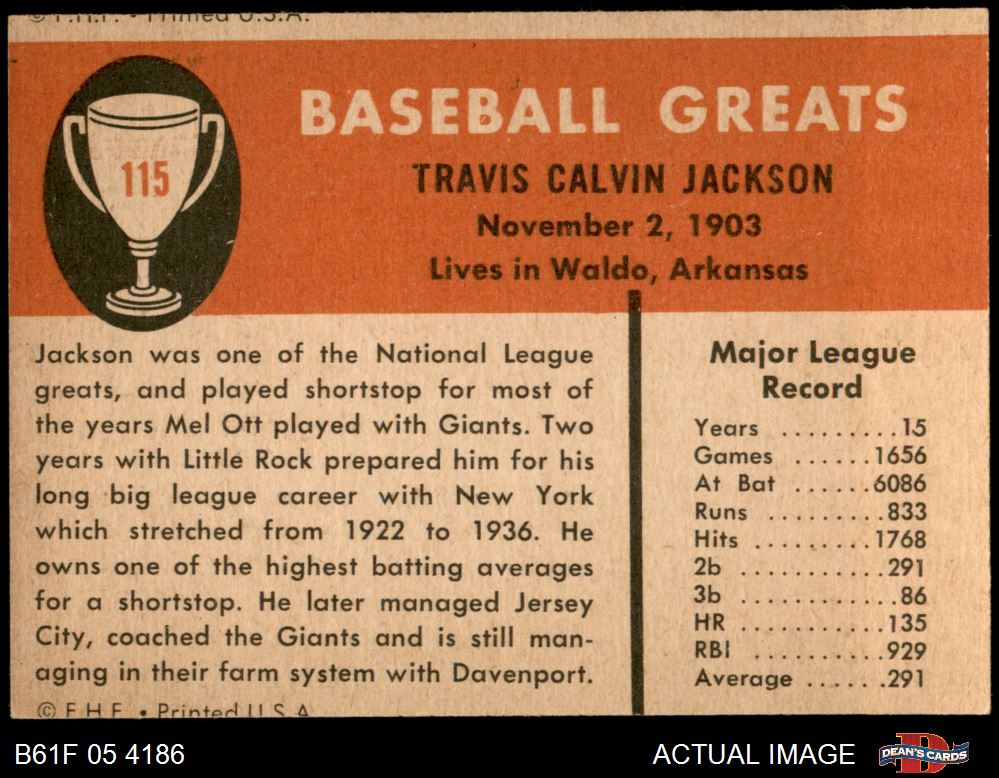 © F.H.F. • Printed U.S.A.
BASEBALL GREATS
115
TRAVIS CALVIN JACKSON
November 2, 1903
Lives in Waldo, Arkansas
Jackson was one of the National League
greats, and played shortstop for most of
the years Mel Ott played with Giants. Two
years with Little Rock prepared him for his
long big league career with New York
which stretched from 1922 to 1936. He
owns one of the highest batting averages
for a shortstop. He later managed Jersey
City, coached the Giants and is still man-
aging in their farm system with Davenport.
© F.H.F. • Printed U.S.A.
Major League
Record
Years .........15
Games ......1656
At Bat ......6086
Runs .........833
Hits .........1768
2b ...........291
3b ............86
HR ...........135
RBI ..........929
Average ......291
B61F 05 4186
ACTUAL IMAGE
DEAN'S CARDS